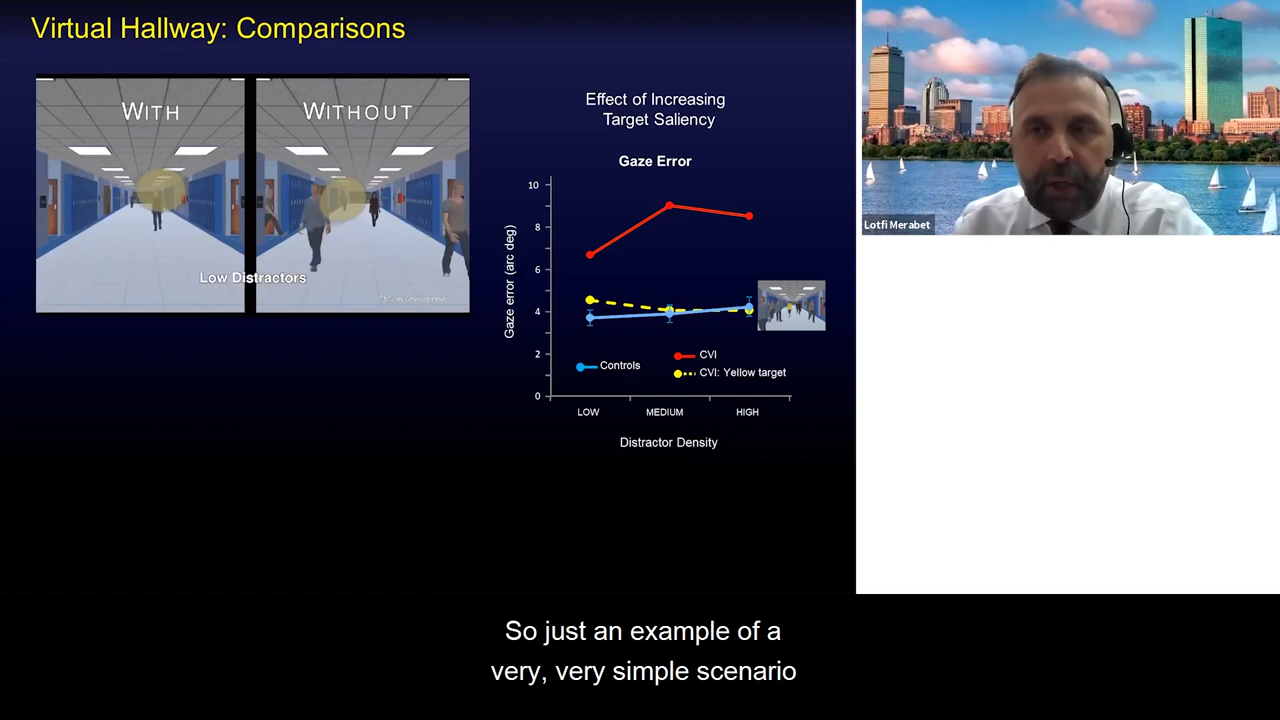 Virtual Hallway: Comparisons
WITH
WITHOUT
Low Distractors
Effect of Increasing
Target Saliency
Gaze Error
Gaze error (arc deg)
10
8
6
4
2
0
Controls
CVI
CVI: Yellow target
LOW
MEDIUM
HIGH
Distractor Density
Lotfi Merabet
So just an example of a
very, very simple scenario